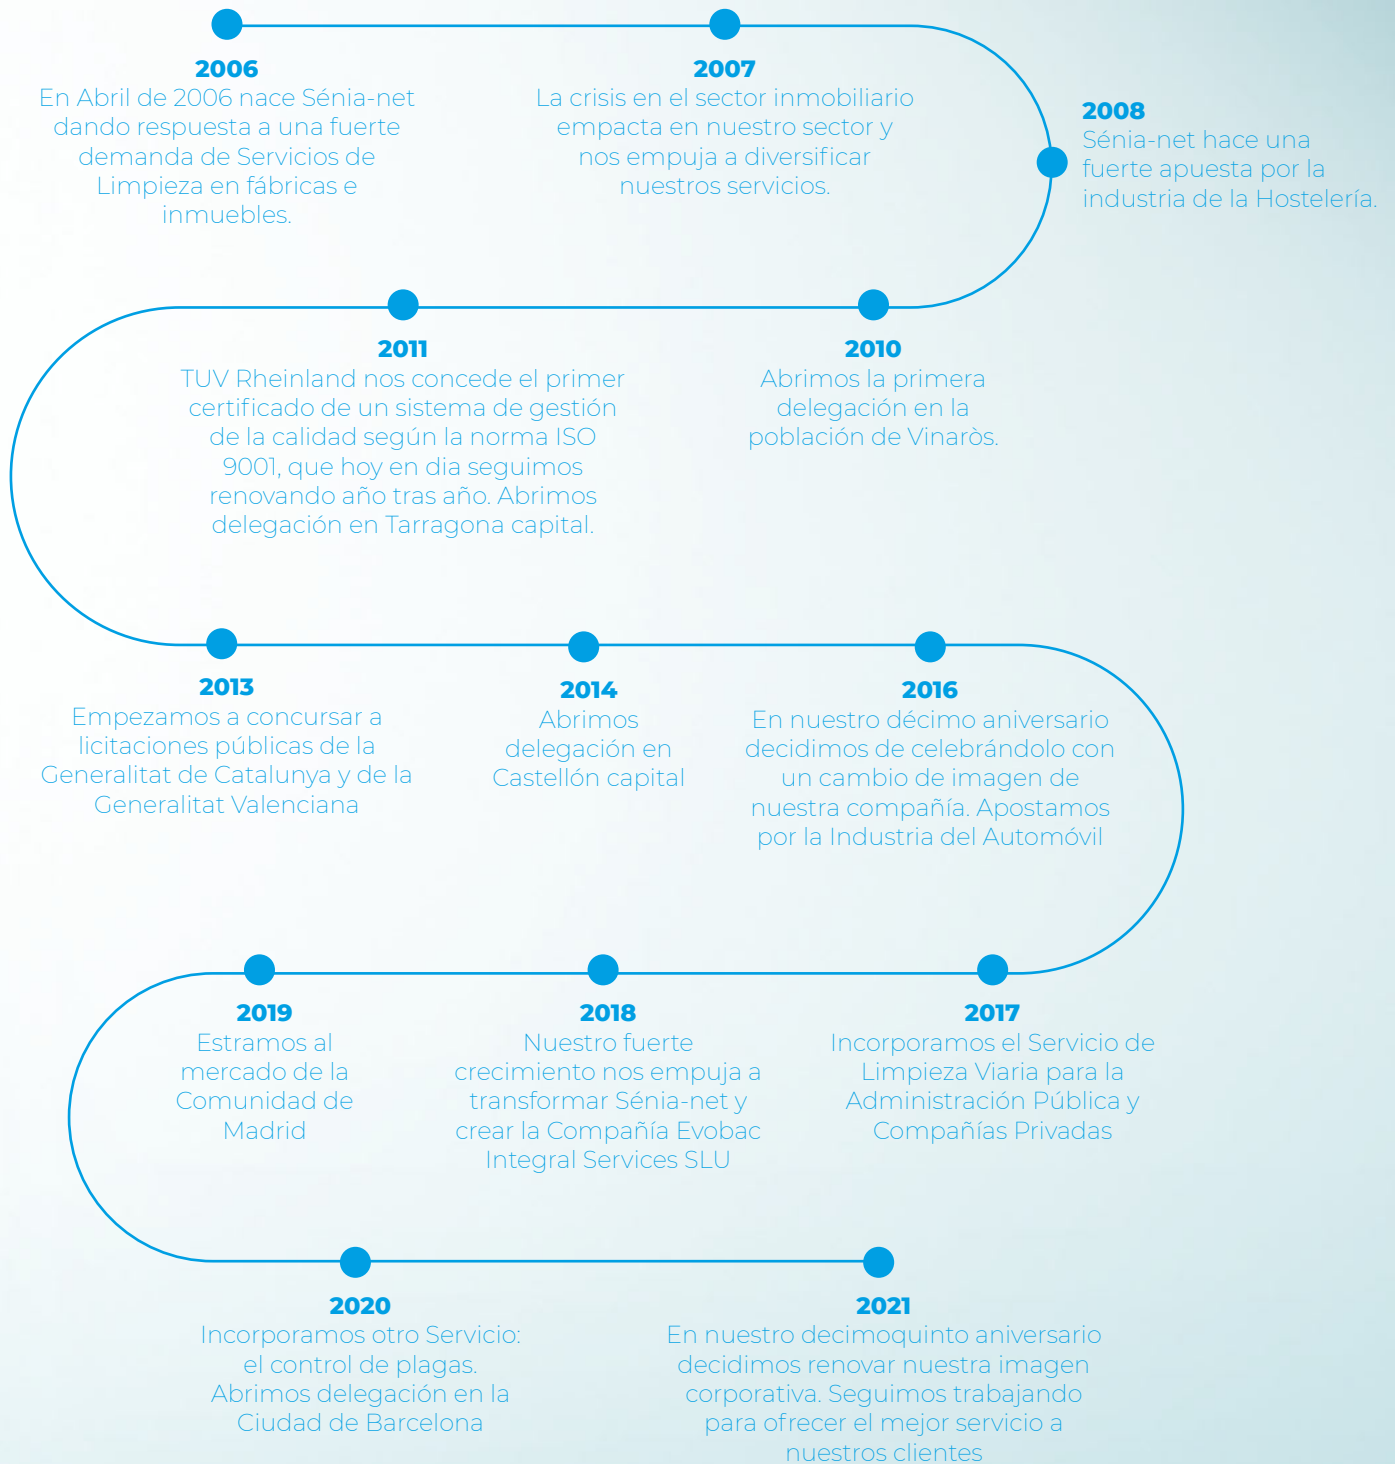 2006
En Abril de 2006 nace Sénia-net
dando respuesta a una fuerte
demanda de Servicios de
Limpieza en fábricas e
inmuebles.
2007
La crisis en el sector inmobiliario
empacta en nuestro sector y
nos empuja a diversificar
nuestros servicios.
2008
Sénia-net hace una
fuerte apuesta por la
industria de la Hostelería.
2010
Abrimos la primera
delegación en la
población de Vinaròs.
2011
TUV Rheinland nos concede el primer
certificado de un sistema de gestión
de la calidad según la norma ISO
9001, que hoy en dia seguimos
renovando año tras año. Abrimos
delegación en Tarragona capital.
2013
Empezamos a concursar a
licitaciones públicas de la
Generalitat de Catalunya y de la
Generalitat Valenciana
2014
Abrimos
delegación en
Castellón capital
2016
En nuestro décimo aniversario
decidimos de celebrándolo con
un cambio de imagen de
nuestra compañía. Apostamos
por la Industria del Automóvil
2017
Incorporamos el Servicio de
Limpieza Viaria para la
Administración Pública y
Compañías Privadas
2018
Nuestro fuerte
crecimiento nos empuja a
transformar Sénia-net y
crear la Compañía Evobac
Integral Services SLU
2019
Estramos al
mercado de la
Comunidad de
Madrid
2020
Incorporamos otro Servicio:
el control de plagas.
Abrimos delegación en la
Ciudad de Barcelona
2021
En nuestro decimoquinto aniversario
decidimos renovar nuestra imagen
corporativa. Seguimos trabajando
para ofrecer el mejor servicio a
nuestros clientes